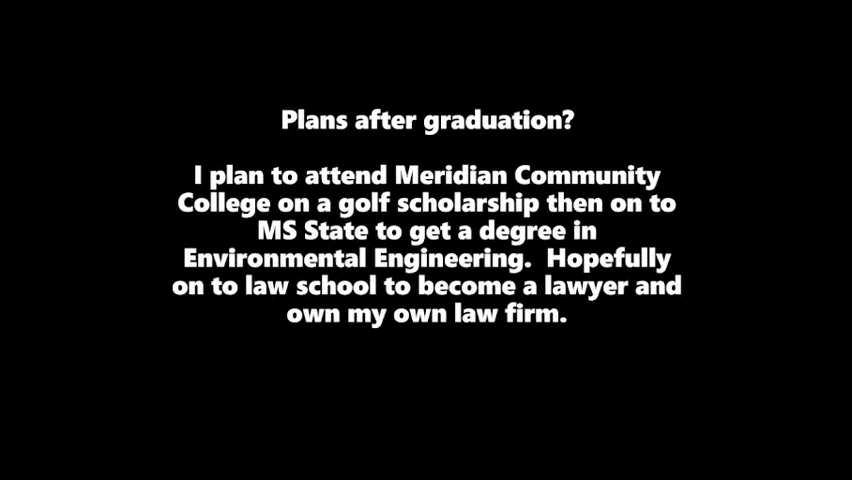 Plans after graduation?
I plan to attend Meridian Community
College on a golf scholarship then on to
MS State to get a degree in
Environmental Engineering.  Hopefully
on to law school to become a lawyer and
own my own law firm.